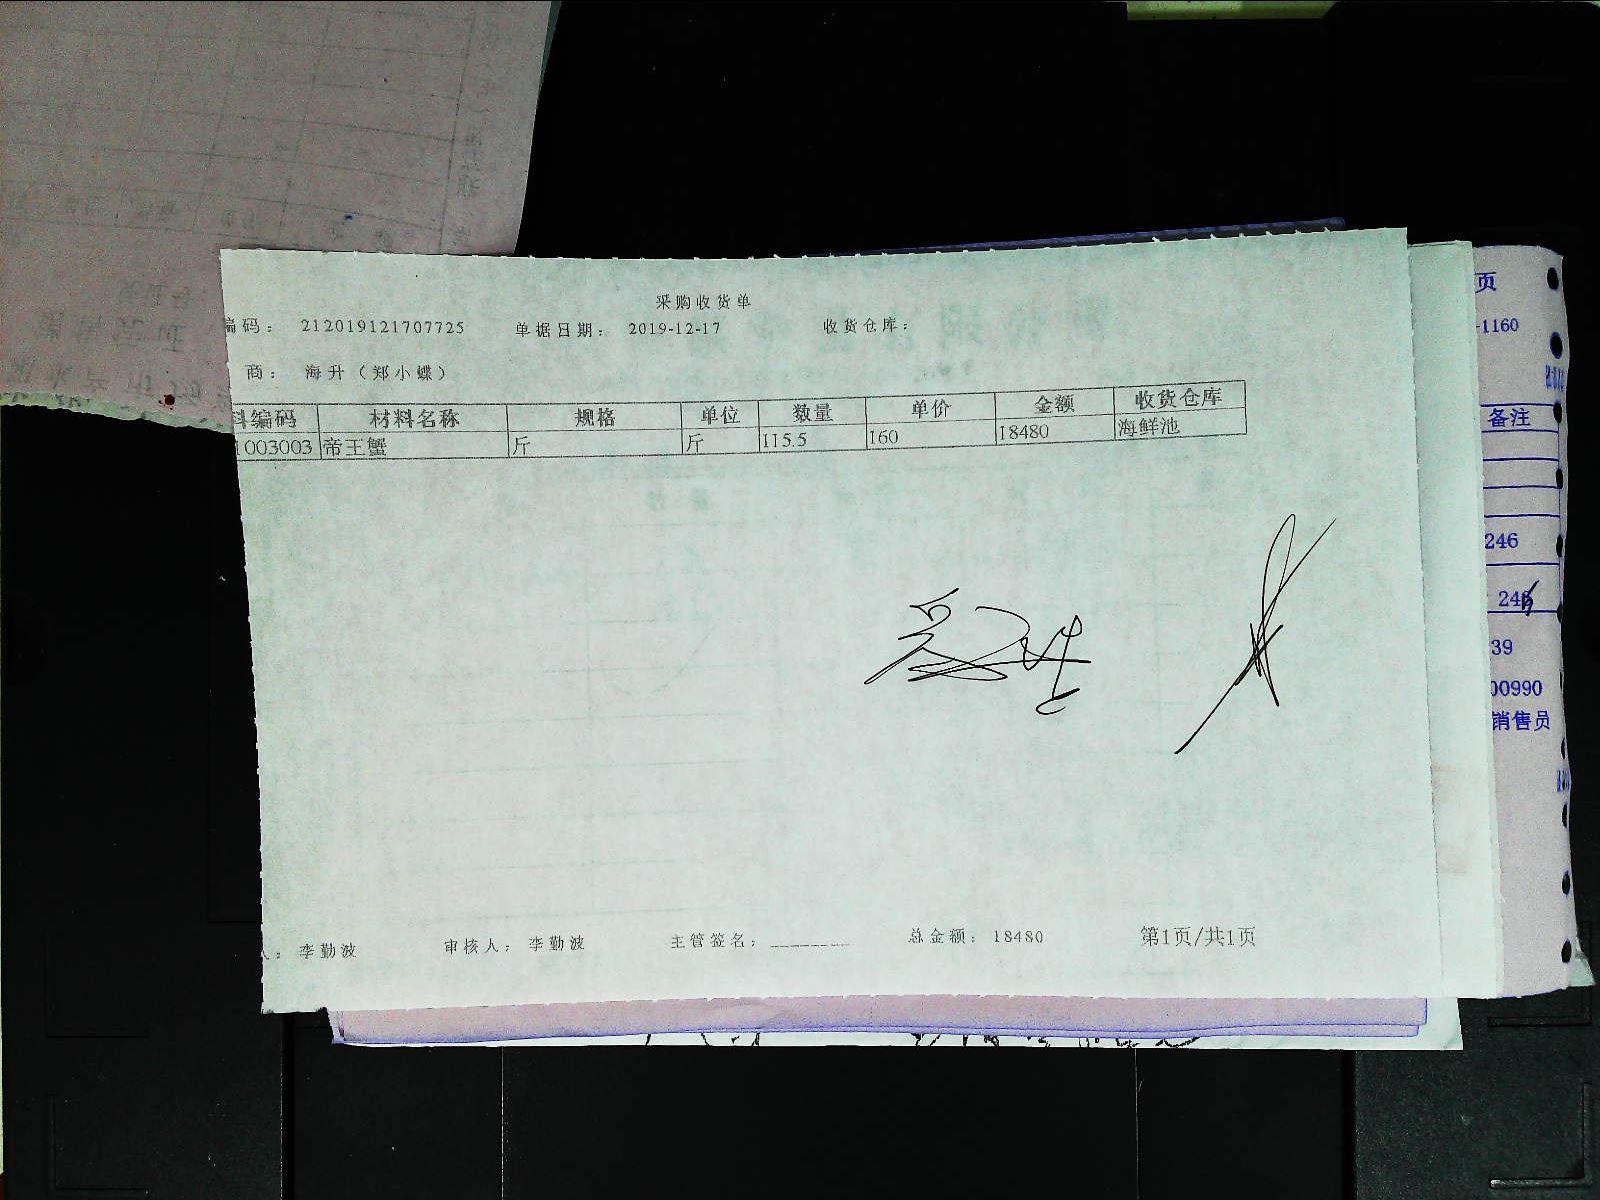 采购收货单
编码： 212019121707725 单据日期： 2019-12-17 收货仓库：
商： 海升（郑小蝶）
料编码 材料名称 规格 单位 数量 单价 金额 收货仓库
1003003 帝王蟹 斤 斤 115.5 160 18480 海鲜池
李勤波 审核人： 李勤波 主管签名： 总金额： 18480 第1页/共1页
页
-1160
备注
246
246
39
00990
销售员